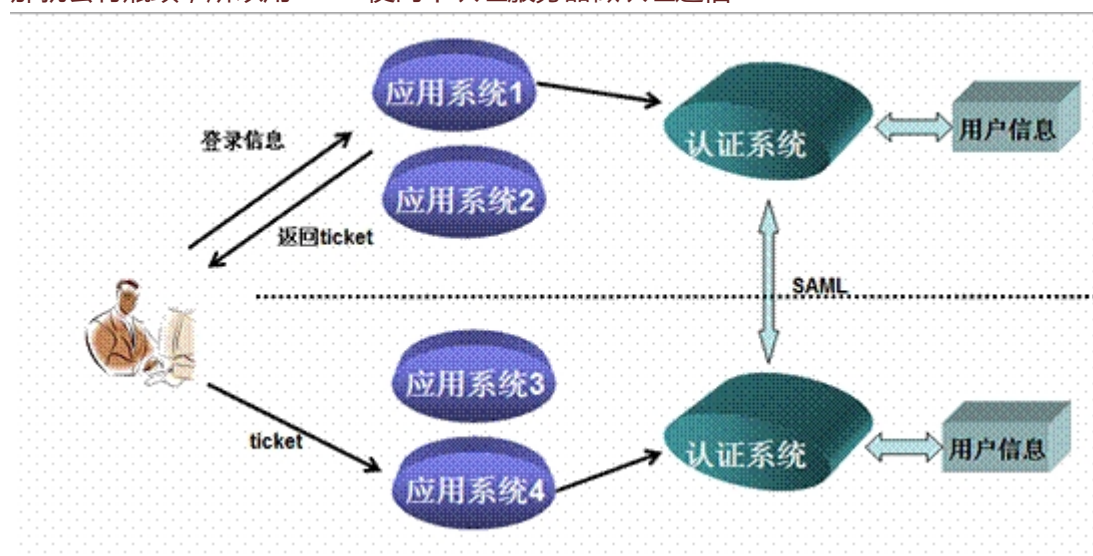 应用系统1
认证系统
用户信息
登录信息
应用系统2
返回ticket
SAML
应用系统3
ticket
认证系统
用户信息
应用系统4